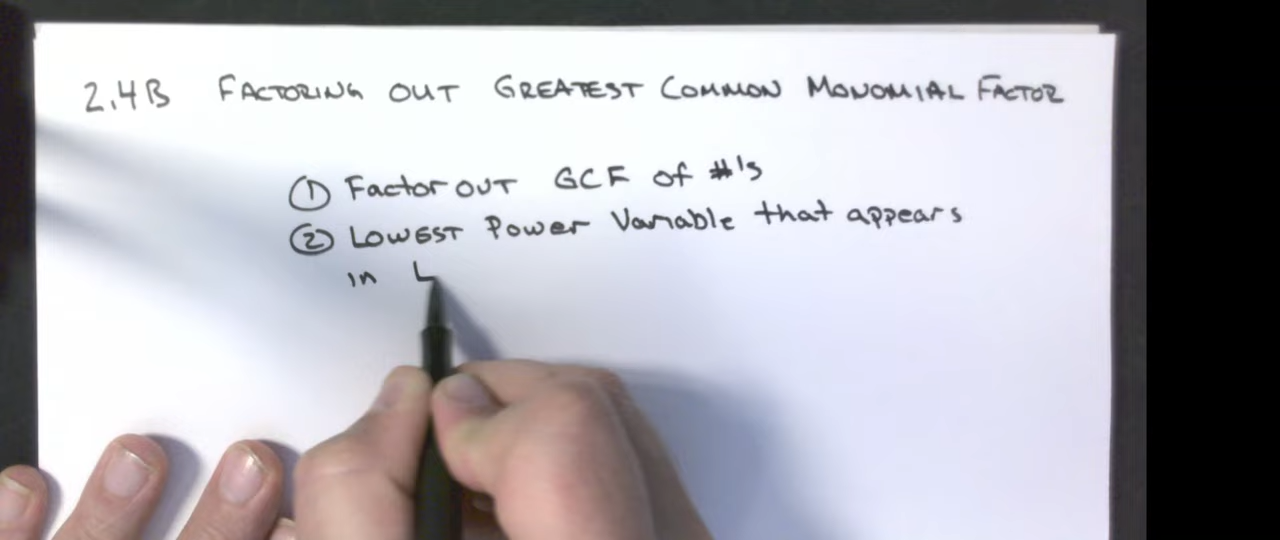 2.4B FACTORING OUT GREATEST COMMON MONOMIAL FACTOR
① Factor OUT GCF of #'s
② LOWEST Power Variable that appears
in